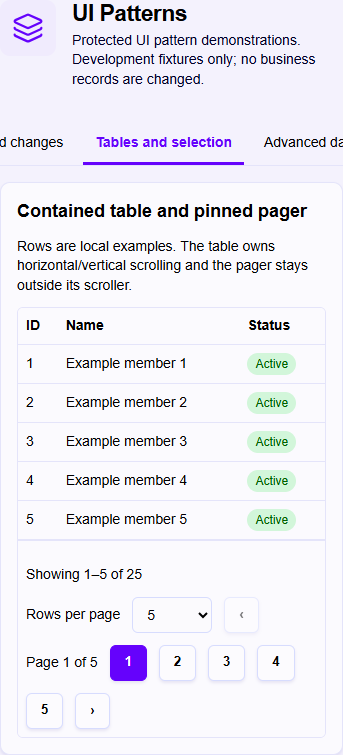 UI Patterns
Protected UI pattern demonstrations.
Development fixtures only; no business
records are changed.
d changes Tables and selection Advanced da
Contained table and pinned pager
Rows are local examples. The table owns
horizontal/vertical scrolling and the pager stays
outside its scroller.
ID Name Status
1 Example member 1 Active
2 Example member 2 Active
3 Example member 3 Active
4 Example member 4 Active
5 Example member 5 Active
Showing 1–5 of 25
Rows per page 5 ‹
Page 1 of 5 1 2 3 4
5 ›